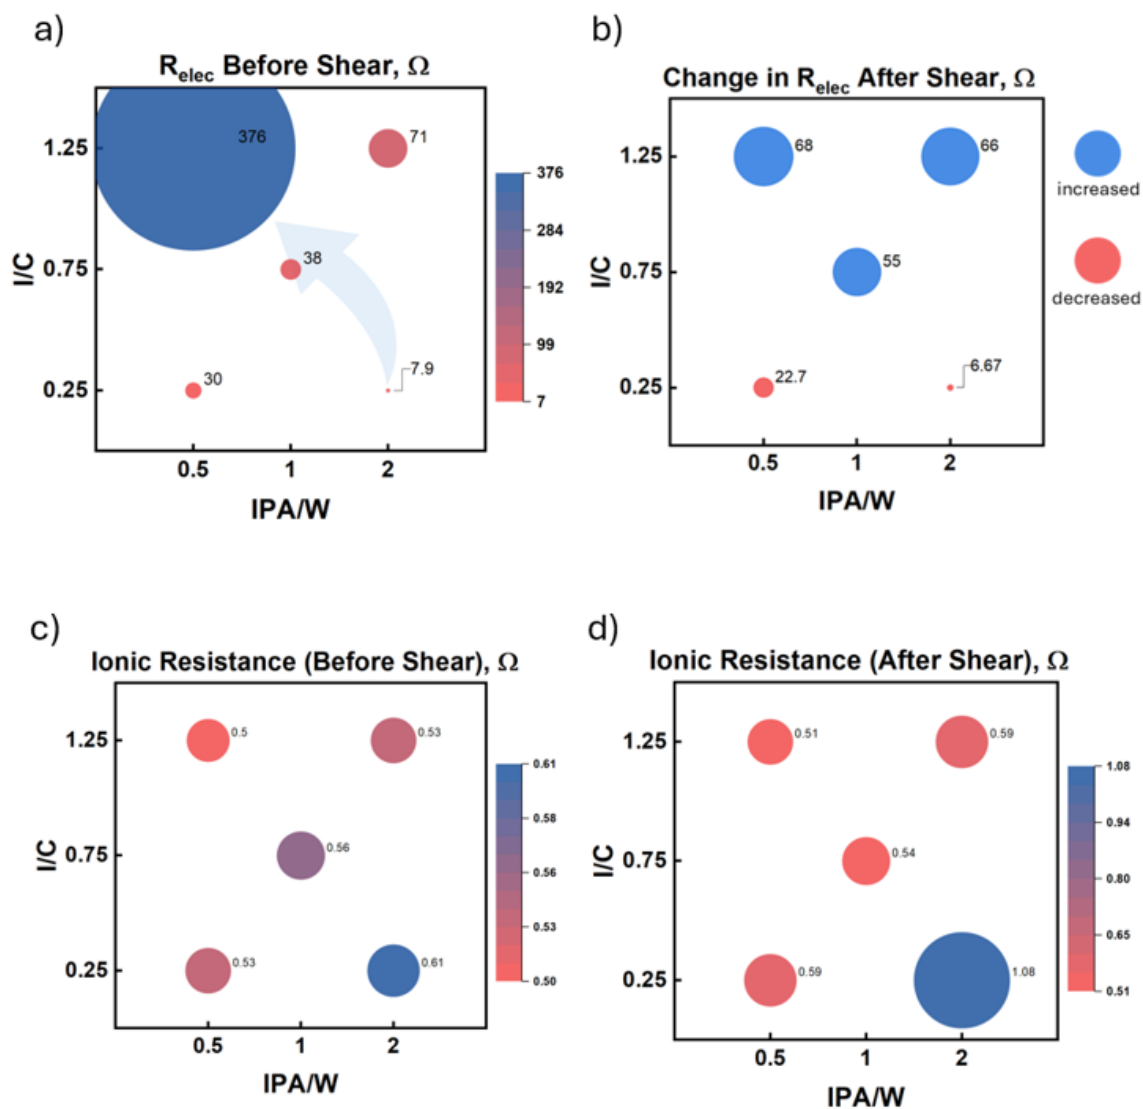 a)
R_elec Before Shear, Ω
I/C
1.25
0.75
0.25
376
71
38
30
7.9
0.5 1 2
IPA/W
376
284
192
99
7
b)
Change in R_elec After Shear, Ω
I/C
1.25
0.75
0.25
68
66
55
22.7
6.67
0.5 1 2
IPA/W
increased
decreased
c)
Ionic Resistance (Before Shear), Ω
I/C
1.25
0.75
0.25
0.5
0.53
0.56
0.53
0.61
0.5 1 2
IPA/W
0.61
0.58
0.56
0.53
0.50
d)
Ionic Resistance (After Shear), Ω
I/C
1.25
0.75
0.25
0.51
0.59
0.54
0.59
1.08
0.5 1 2
IPA/W
1.08
0.94
0.80
0.65
0.51